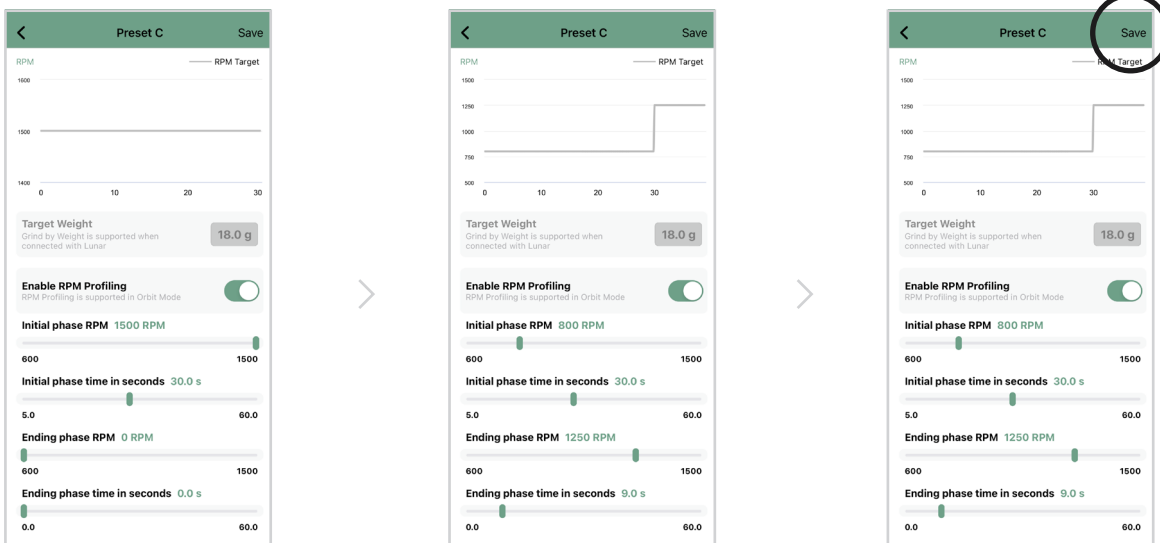 Preset C
Save
RPM
RPM Target
1600
1500
1400
0 10 20 30
Target Weight
Grind by Weight is supported when
connected with Lunar
18.0 g
Enable RPM Profiling
RPM Profiling is supported in Orbit Mode
Initial phase RPM 1500 RPM
600 1500
Initial phase time in seconds 30.0 s
5.0 60.0
Ending phase RPM 0 RPM
600 1500
Ending phase time in seconds 0.0 s
0.0 60.0
Preset C
Save
RPM
RPM Target
1500
1250
1000
750
500
0 10 20 30
Target Weight
Grind by Weight is supported when
connected with Lunar
18.0 g
Enable RPM Profiling
RPM Profiling is supported in Orbit Mode
Initial phase RPM 800 RPM
600 1500
Initial phase time in seconds 30.0 s
5.0 60.0
Ending phase RPM 1250 RPM
600 1500
Ending phase time in seconds 9.0 s
0.0 60.0
Preset C
Save
RPM
RPM Target
1500
1250
1000
750
500
0 10 20 30
Target Weight
Grind by Weight is supported when
connected with Lunar
18.0 g
Enable RPM Profiling
RPM Profiling is supported in Orbit Mode
Initial phase RPM 800 RPM
600 1500
Initial phase time in seconds 30.0 s
5.0 60.0
Ending phase RPM 1250 RPM
600 1500
Ending phase time in seconds 9.0 s
0.0 60.0